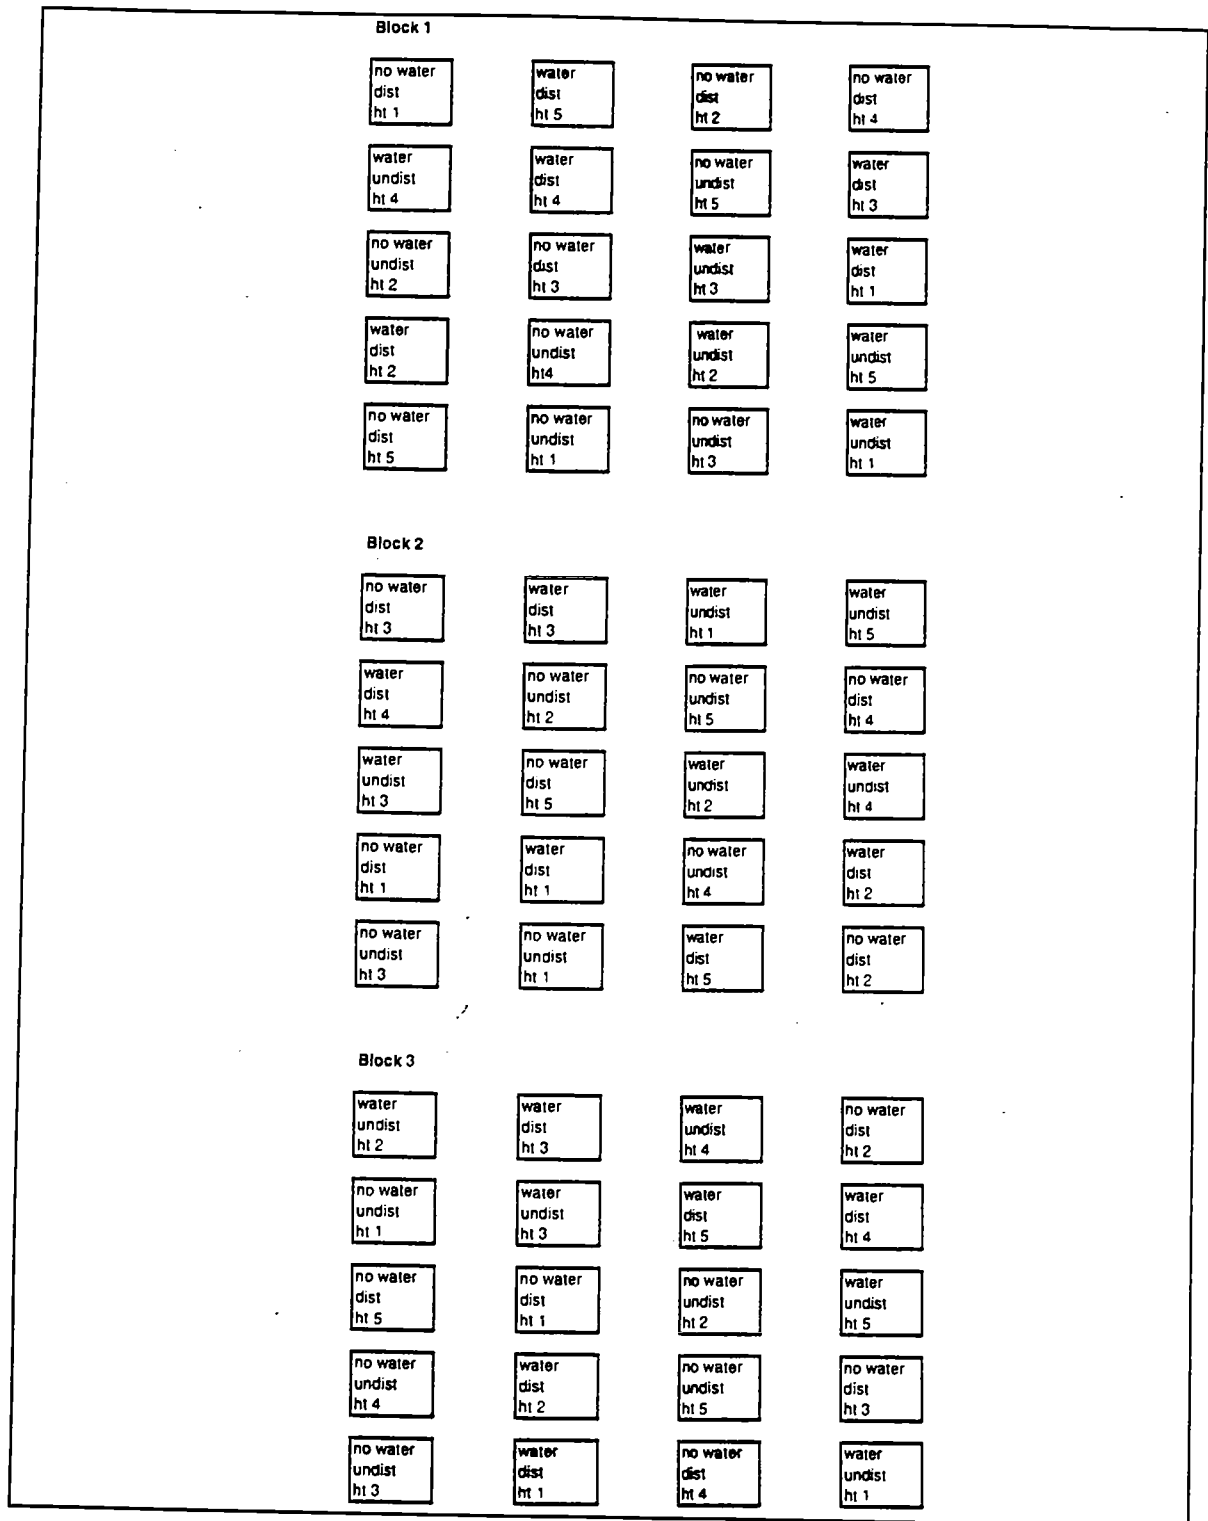 Block 1
no water
dist
ht 1
water
dist
ht 5
no water
dist
ht 2
no water
dist
ht 4
water
undist
ht 4
water
dist
ht 4
no water
undist
ht 5
water
dist
ht 3
no water
undist
ht 2
no water
dist
ht 3
water
undist
ht 3
water
dist
ht 1
water
dist
ht 2
no water
undist
ht4
water
undist
ht 2
water
undist
ht 5
no water
dist
ht 5
no water
undist
ht 1
no water
undist
ht 3
water
undist
ht 1
Block 2
no water
dist
ht 3
water
dist
ht 3
water
undist
ht 1
water
undist
ht 5
water
dist
ht 4
no water
undist
ht 2
no water
undist
ht 5
no water
dist
ht 4
water
undist
ht 3
no water
dist
ht 5
water
undist
ht 2
water
undist
ht 4
no water
dist
ht 1
water
dist
ht 1
no water
undist
ht 4
water
dist
ht 2
no water
undist
ht 3
no water
undist
ht 1
water
dist
ht 5
no water
dist
ht 2
Block 3
water
undist
ht 2
water
dist
ht 3
water
undist
ht 4
no water
dist
ht 2
no water
undist
ht 1
water
undist
ht 3
water
dist
ht 5
water
dist
ht 4
no water
dist
ht 5
no water
dist
ht 1
no water
undist
ht 2
water
undist
ht 5
no water
undist
ht 4
water
dist
ht 2
no water
undist
ht 5
no water
dist
ht 3
no water
undist
ht 3
water
dist
ht 1
no water
dist
ht 4
water
undist
ht 1